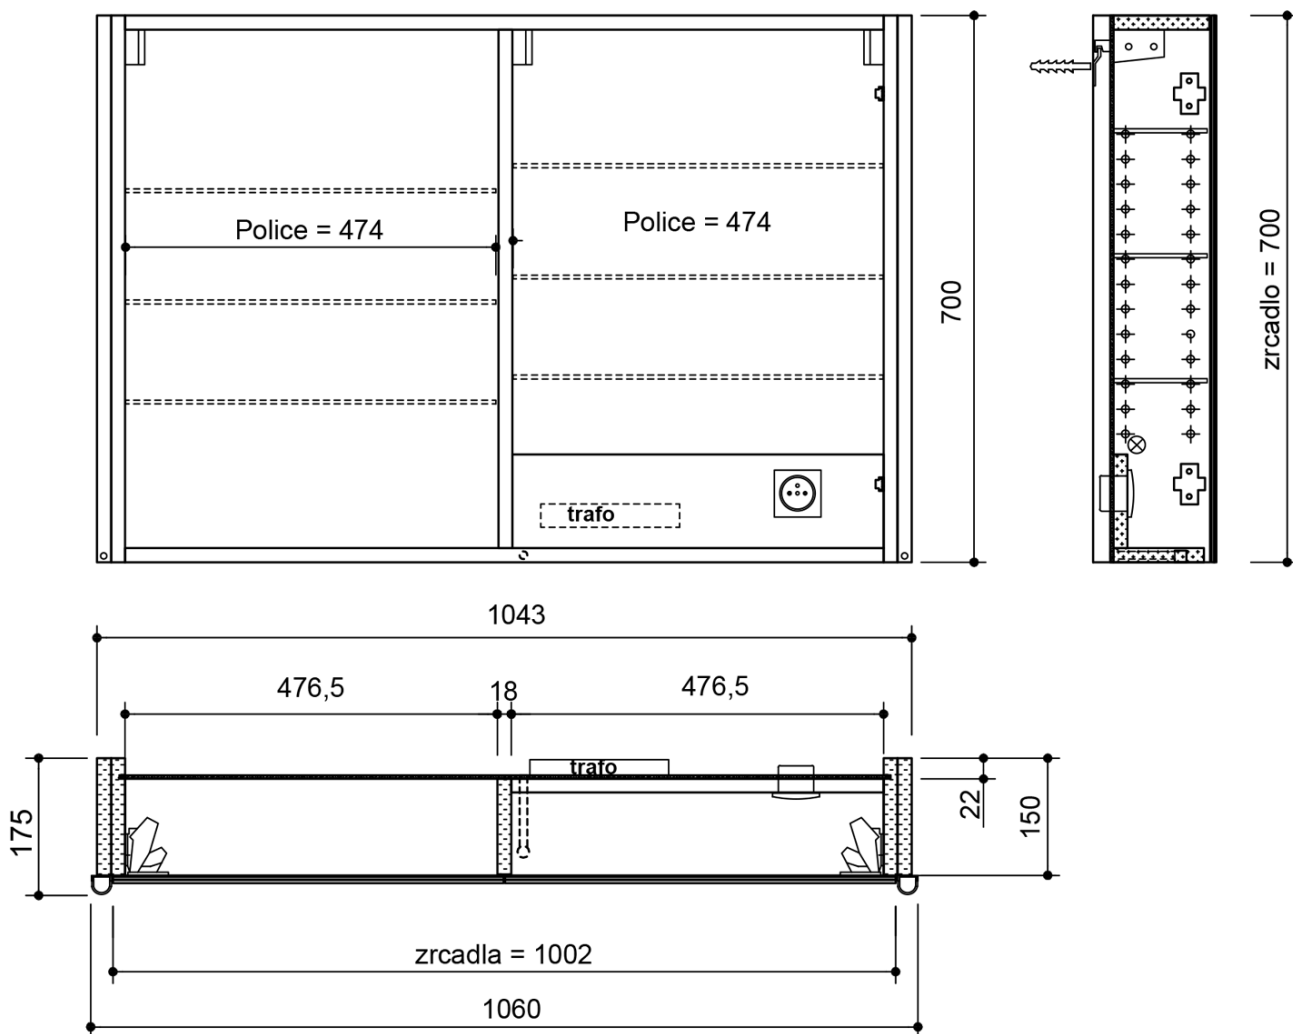 Police = 474
Police = 474
700
zrcadlo = 700
trafo
1043
476,5
18
476,5
trafo
175
22
150
zrcadla = 1002
1060